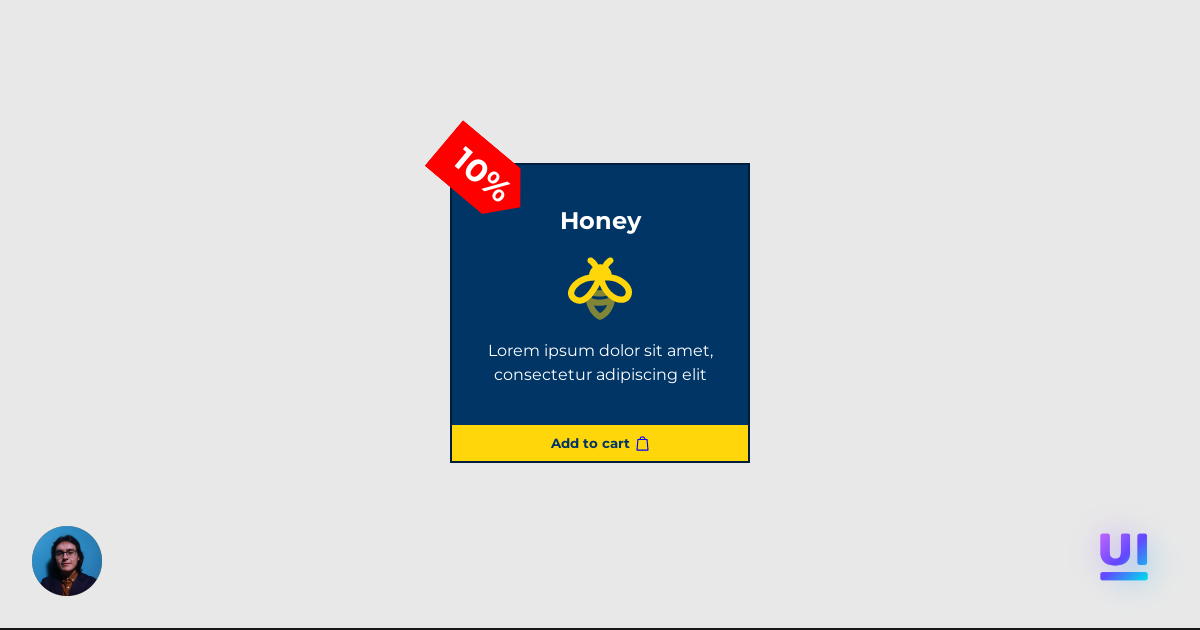 10%
Honey
Lorem ipsum dolor sit amet,
consectetur adipiscing elit
Add to cart
UI